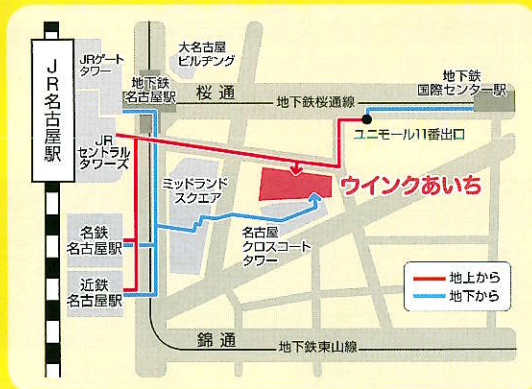 JR名古屋駅
JRゲート
タワー
大名古屋
ビルヂング
地下鉄
名古屋駅
桜通
地下鉄桜通線
地下鉄
国際センター駅
ユニモール11番出口
JR
セントラル
タワーズ
ミッドランド
スクエア
ウインクあいち
名鉄
名古屋駅
名古屋
クロスコート
タワー
近鉄
名古屋駅
地上から
地下から
錦通
地下鉄東山線